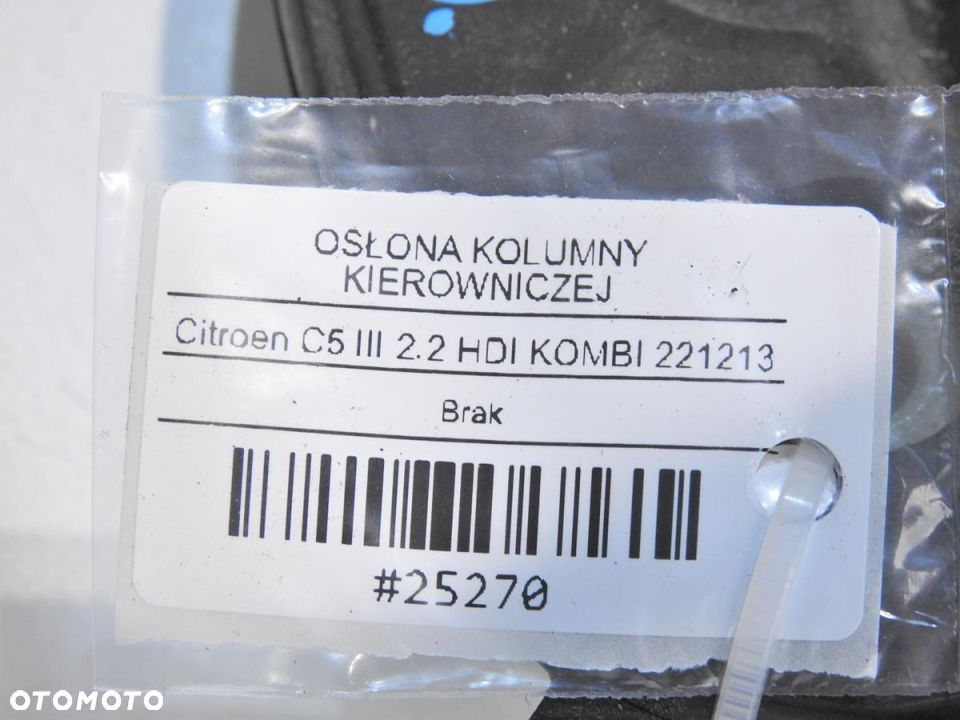 OSŁONA KOLUMNY
KIEROWNICZEJ
Citroen C5 III 2.2 HDI KOMBI 221213
Brak
#25270
OTOMOTO